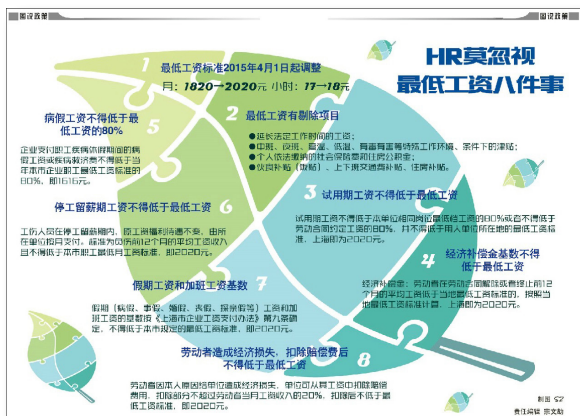 图说政策
图说政策
HR莫忽视
最低工资八件事
1
最低工资标准2015年4月1日起调整
月：1820→2020元 小时：17→18元
2
最低工资有剔除项目
●延长法定工作时间的工资；
●中班、夜班、高温、低温、有毒有害等特殊工作环境、条件下的津贴；
●个人依法缴纳的社会保险费和住房公积金；
●伙食补贴（饭贴）、上下班交通费补贴、住房补贴。
3
试用期工资不得低于最低工资
试用期工资不得低于本单位相同岗位最低档工资的80%或者不得低于
劳动合同约定工资的80%，并不得低于用人单位所在地的最低工资标
准，上海即为2020元。
4
经济补偿金基数不得
低于最低工资
经济补偿金：劳动者在劳动合同解除或终止前12
个月的平均工资低于当地最低工资标准的，按照当
地最低工资标准计算，上海即为2020元。
5
病假工资不得低于最
低工资的80%
企业支付职工疾病休假期间的病
假工资或疾病救济费不得低于当
年本市企业职工最低工资标准的
80%，即1616元。
6
停工留薪期工资不得低于最低工资
工伤人员在停工留薪期内，原工资福利待遇不变，由所
在单位按月支付，标准为负伤前12个月的平均工资收入
且不得低于本市职工最低月工资标准，即2020元。
7
假期工资和加班工资基数
假期（病假、事假、婚假、丧假、探亲假等）工资和加
班工资的基数按《上海市企业工资支付办法》第九条确
定，不得低于本市规定的最低工资标准，即2020元。
8
劳动者造成经济损失，扣除赔偿费后
不得低于最低工资
劳动者因本人原因给单位造成经济损失，单位可从其工资中扣除赔偿
费用，扣除部分不超过劳动者当月工资收入的20%，扣除后不低于最
低工资标准，即2020元。
制图
责任编辑 宗文敏